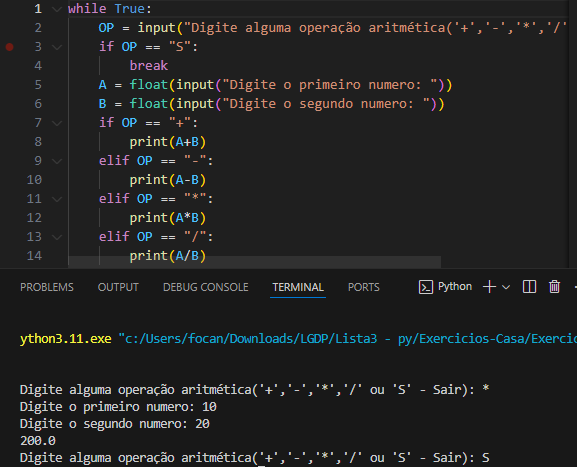 1 while True:
2 OP = input("Digite alguma operação aritmética('+','-','*','/'
3 if OP == "S":
4 break
5 A = float(input("Digite o primeiro numero: "))
6 B = float(input("Digite o segundo numero: "))
7 if OP == "+":
8 print(A+B)
9 elif OP == "-":
10 print(A-B)
11 elif OP == "*":
12 print(A*B)
13 elif OP == "/":
14 print(A/B)
PROBLEMS OUTPUT DEBUG CONSOLE TERMINAL PORTS Python
ython3.11.exe "c:/Users/focan/Downloads/LGDP/Lista3 - py/Exercicios-Casa/Exerci
Digite alguma operação aritmética('+','-','*','/' ou 'S' - Sair): *
Digite o primeiro numero: 10
Digite o segundo numero: 20
200.0
Digite alguma operação aritmética('+','-','*','/' ou 'S' - Sair): S